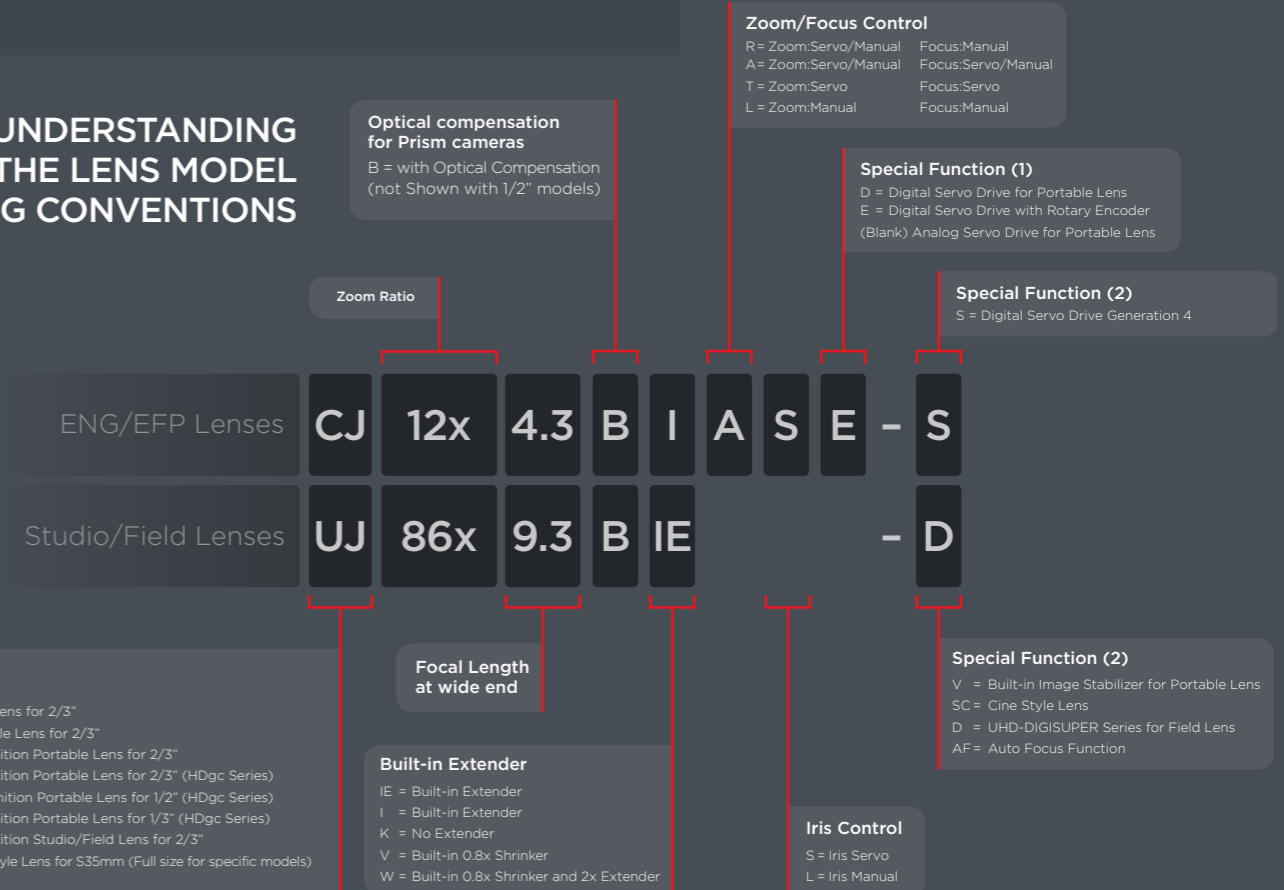 Zoom/Focus Control
R = Zoom:Servo/Manual Focus:Manual
A = Zoom:Servo/Manual Focus:Servo/Manual
T = Zoom:Servo Focus:Servo
L = Zoom:Manual Focus:Manual
UNDERSTANDING
THE LENS MODEL
G CONVENTIONS
Optical compensation
for Prism cameras
B = with Optical Compensation
(not Shown with 1/2" models)
Special Function (1)
D = Digital Servo Drive for Portable Lens
E = Digital Servo Drive with Rotary Encoder
(Blank) Analog Servo Drive for Portable Lens
Zoom Ratio
Special Function (2)
S = Digital Servo Drive Generation 4
ENG/EFP Lenses CJ 12x 4.3 B I A S E – S
Studio/Field Lenses UJ 86x 9.3 B IE – D
Focal Length
at wide end
Special Function (2)
V = Built-in Image Stabilizer for Portable Lens
SC = Cine Style Lens
D = UHD-DIGISUPER Series for Field Lens
AF = Auto Focus Function
ens for 2/3"
le Lens for 2/3"
ition Portable Lens for 2/3"
ition Portable Lens for 2/3" (HDgc Series)
nition Portable Lens for 1/2" (HDgc Series)
ition Portable Lens for 1/3" (HDgc Series)
ition Studio/Field Lens for 2/3"
yle Lens for S35mm (Full size for specific models)
Built-in Extender
IE = Built-in Extender
I = Built-in Extender
K = No Extender
V = Built-in 0.8x Shrinker
W = Built-in 0.8x Shrinker and 2x Extender
Iris Control
S = Iris Servo
L = Iris Manual